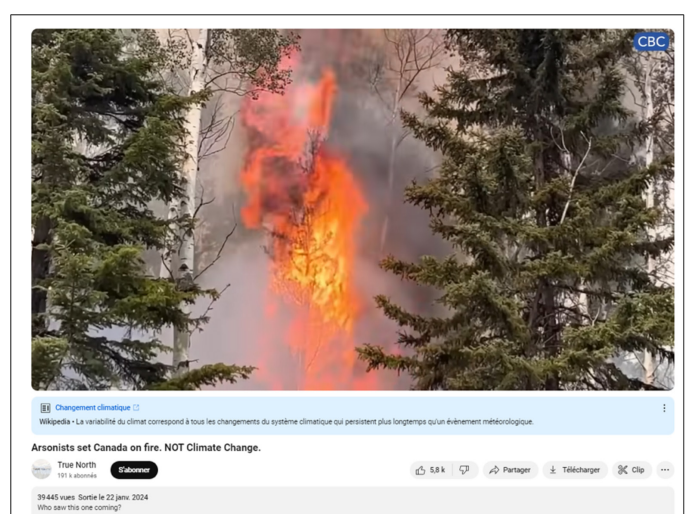 CBC
Changement climatique
Wikipedia • La variabilité du climat correspond à tous les changements du système climatique qui persistent plus longtemps qu'un évènement météorologique.
Arsonists set Canada on fire. NOT Climate Change.
True North
191 k abonnés
S'abonner
5,8 k
Partager
Télécharger
Clip
39 445 vues Sortie le 22 janv. 2024
Who saw this one coming?